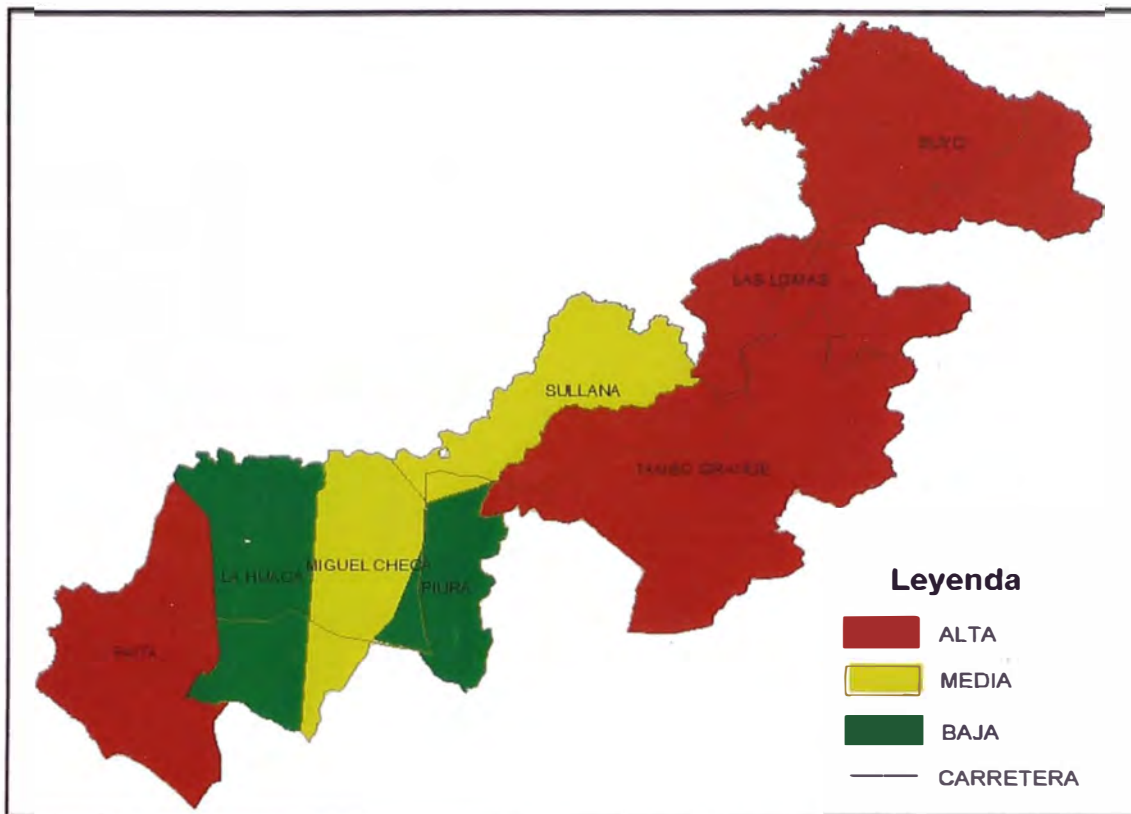 SUYO
LAS LOMAS
SULLANA
TAMBO GRANDE
MIGUEL CHECA
LA HUACA
PIURA
PAITA
Leyenda
ALTA
MEDIA
BAJA
CARRETERA